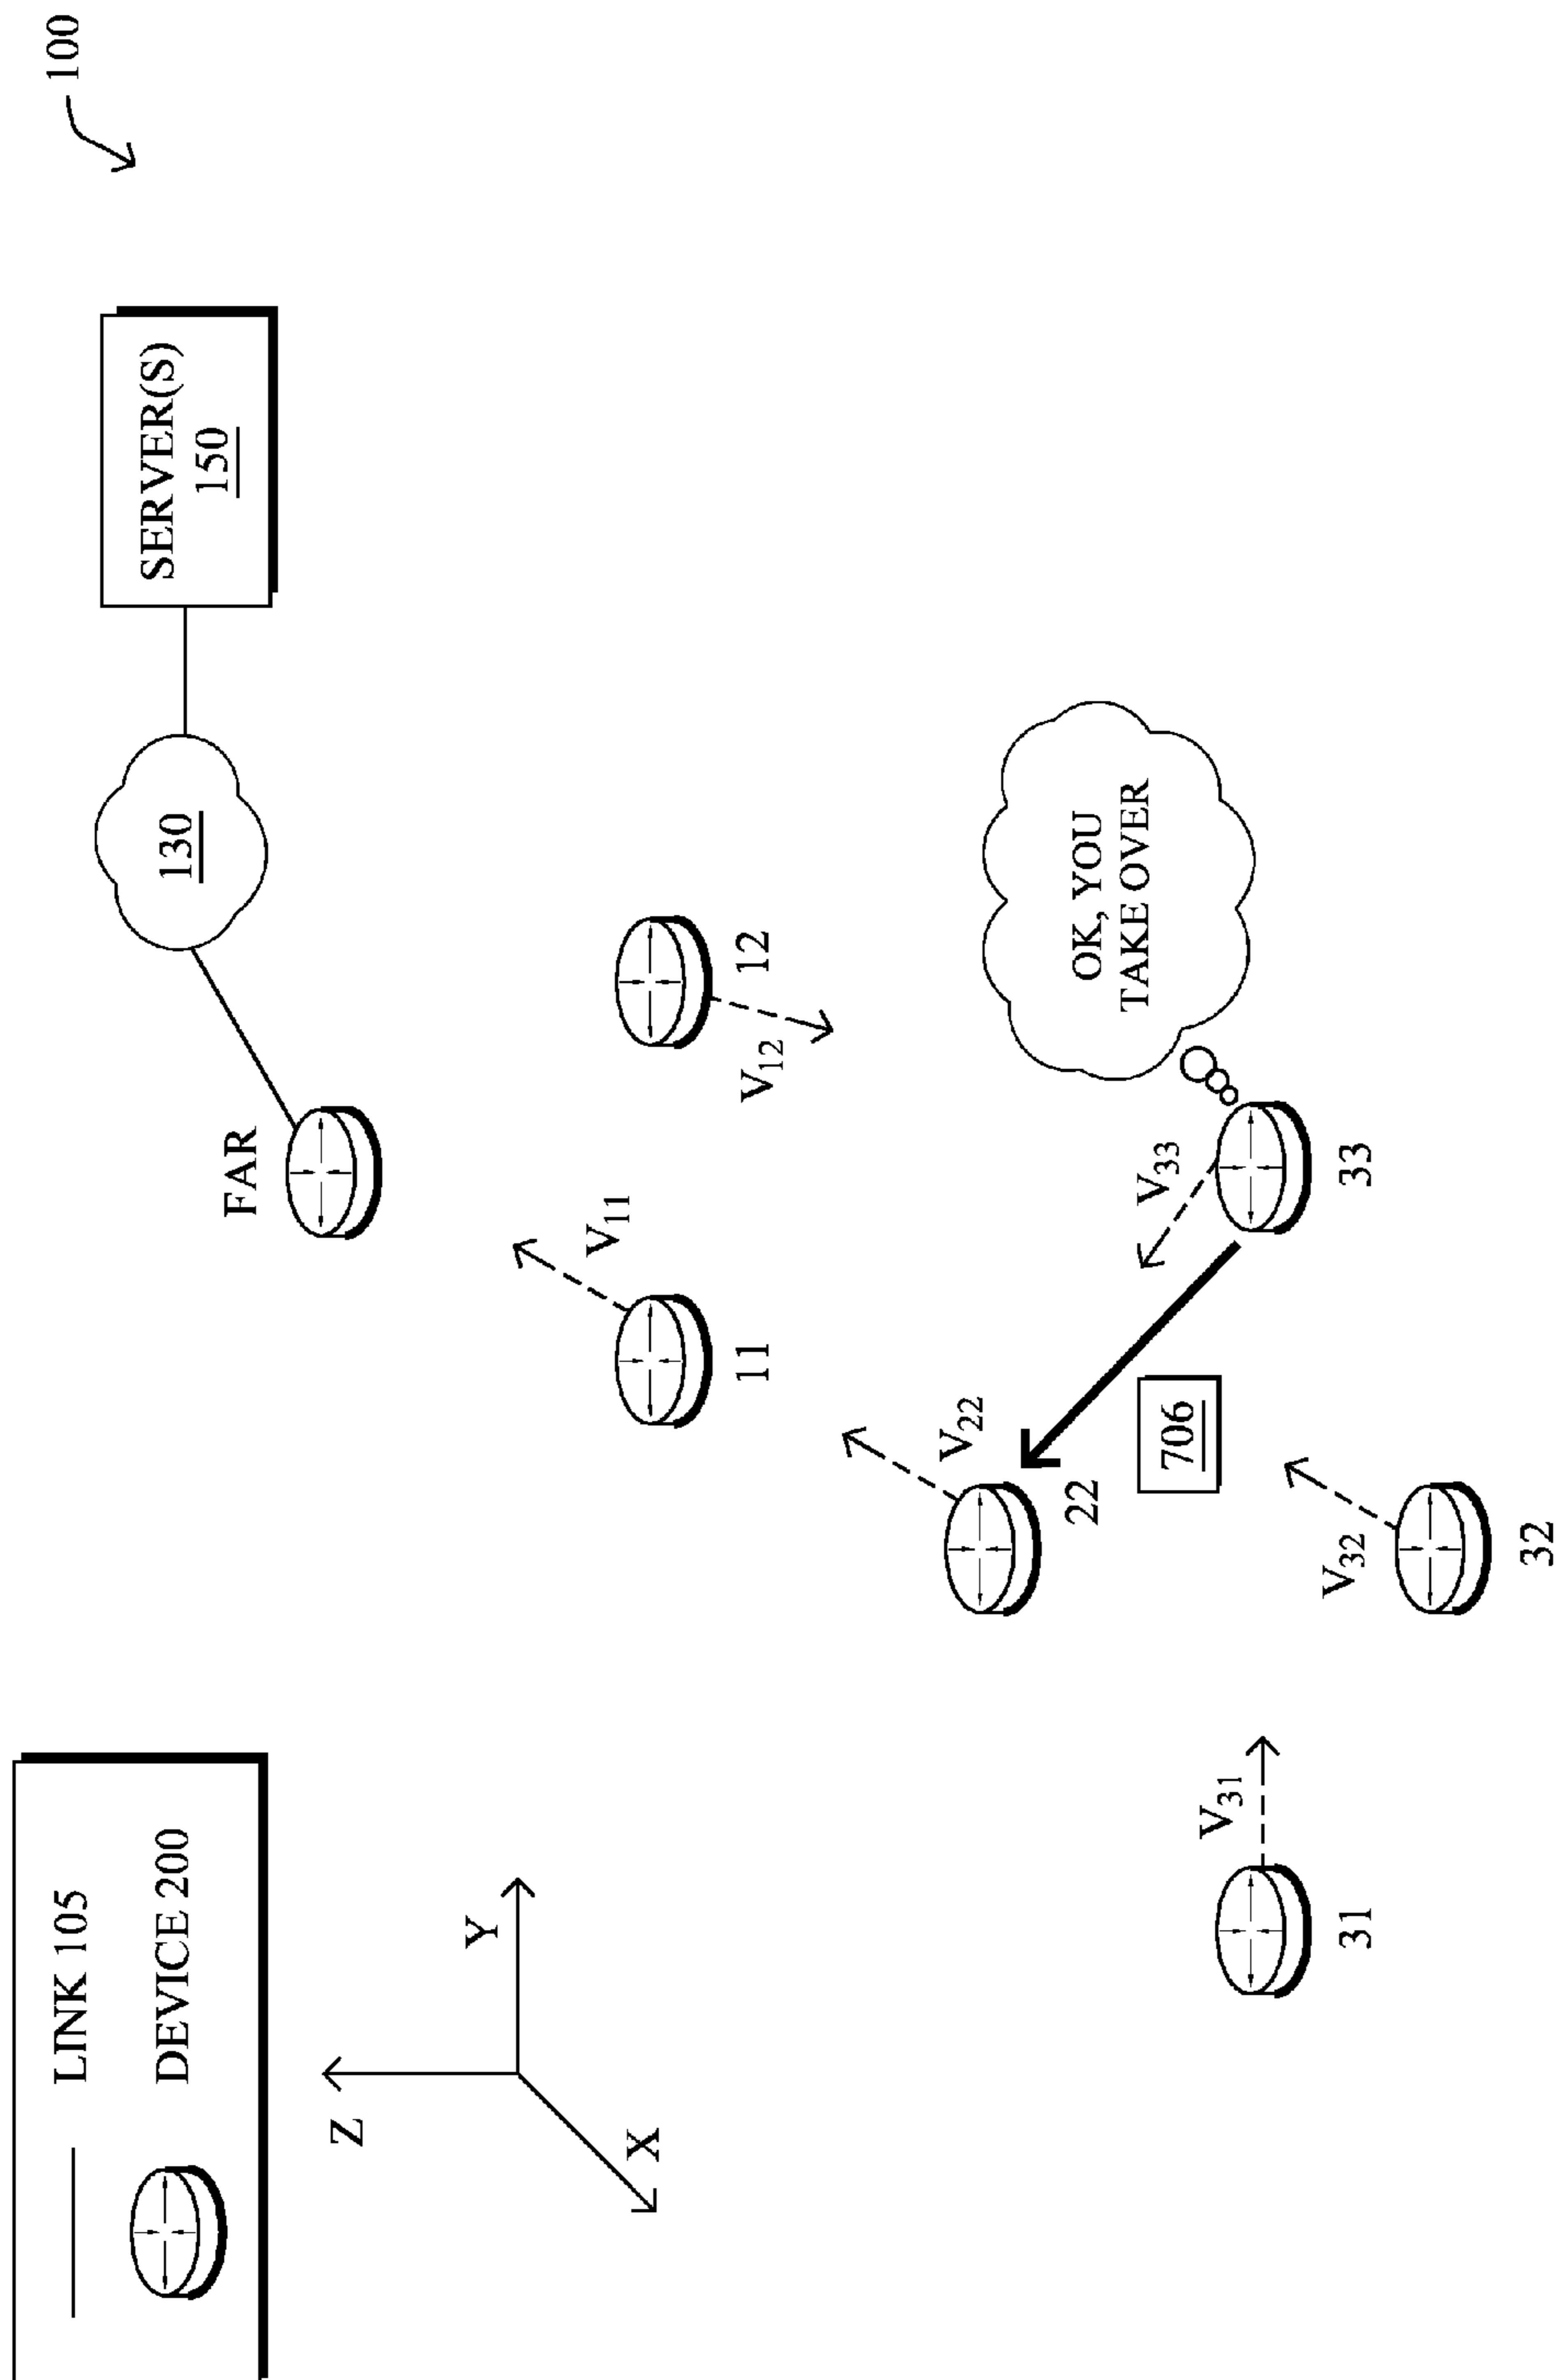 100
LINK 105
DEVICE 200
Z
Y
X
FAR
130
SERVER(S)
150
V11
11
V12
12
V22
22
706
V33
33
OK, YOU
TAKE OVER
V31
31
V32
32